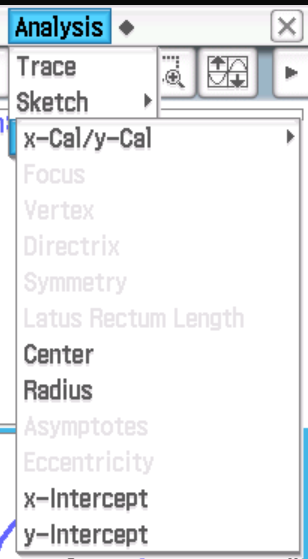 Analysis ◆
Trace
Sketch
x-Cal/y-Cal
Focus
Vertex
Directrix
Symmetry
Latus Rectum Length
Center
Radius
Asymptotes
Eccentricity
x-Intercept
y-Intercept